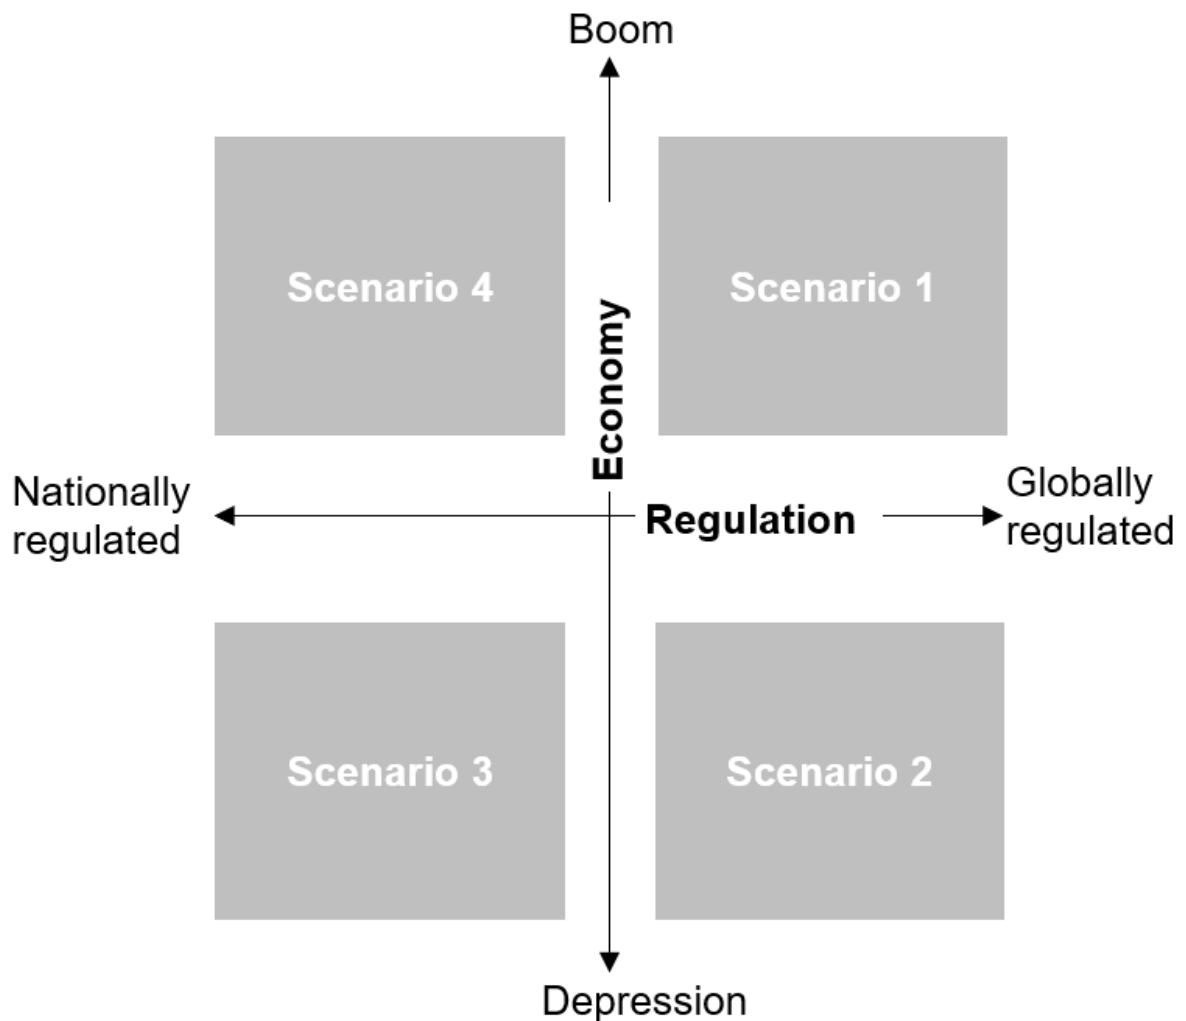 Boom
Scenario 4
Scenario 1
Economy
Nationally
regulated
Regulation
Globally
regulated
Scenario 3
Scenario 2
Depression